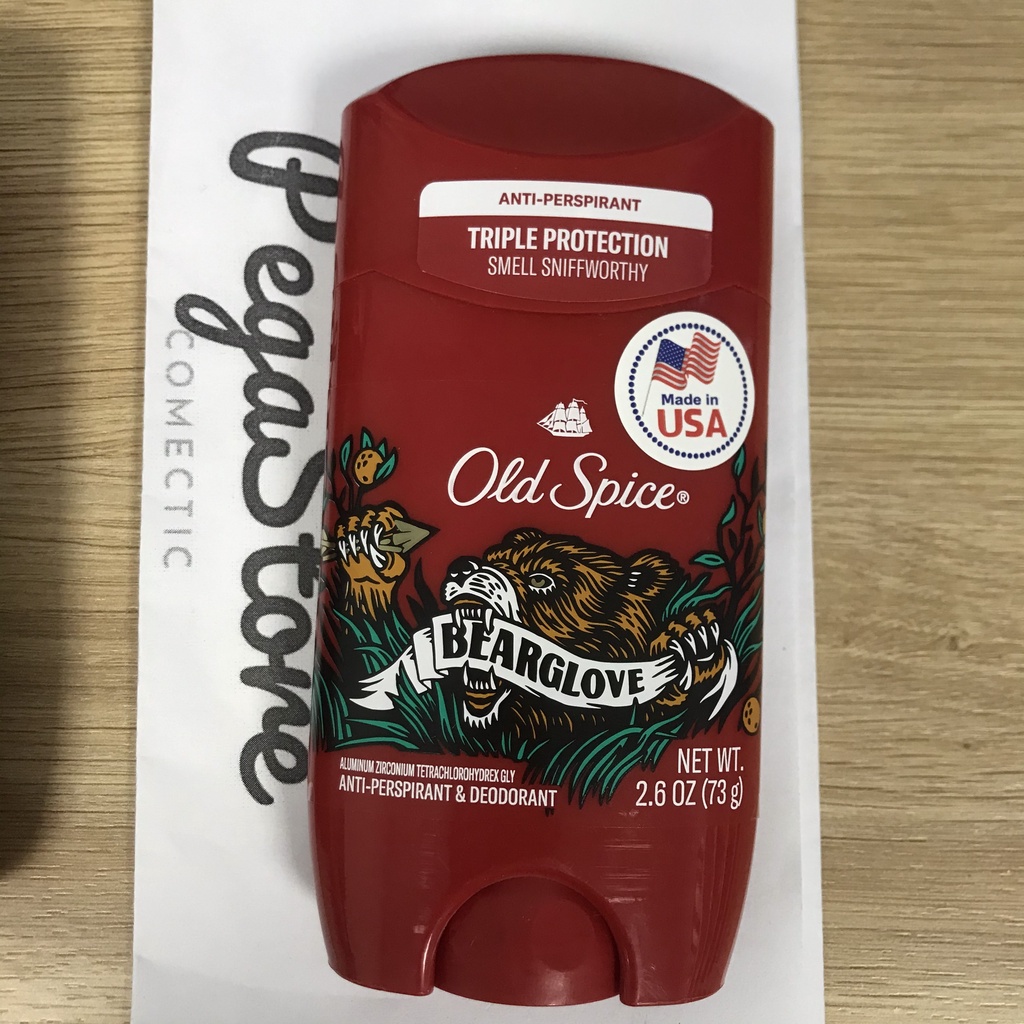 ANTI-PERSPIRANT
TRIPLE PROTECTION
SMELL SNIFFWORTHY
Made in
USA
Old Spice®
BEARGLOVE
ALUMINUM ZIRCONIUM TETRACHLOROHYDREX GLY
ANTI-PERSPIRANT & DEODORANT
NET WT.
2.6 OZ (73 g)
PegaStone
COMECTIC